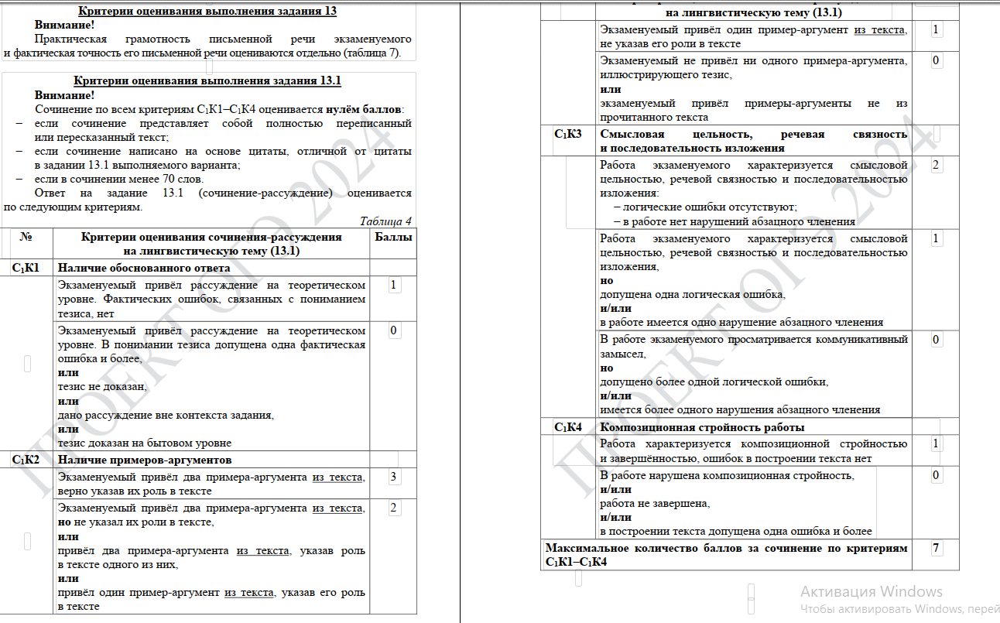 Критерии оценивания выполнения задания 13
Внимание!
Практическая грамотность письменной речи экзаменуемого
и фактическая точность его письменной речи оцениваются отдельно (таблица 7).
Критерии оценивания выполнения задания 13.1
Внимание!
Сочинение по всем критериям С1К1–С1К4 оценивается нулём баллов:
– если сочинение представляет собой полностью переписанный
или пересказанный текст;
– если сочинение написано на основе цитаты, отличной от цитаты
в задании 13.1 выполняемого варианта;
– если в сочинении менее 70 слов.
Ответ на задание 13.1 (сочинение-рассуждение) оценивается
по следующим критериям.
Таблица 4
№ Критерии оценивания сочинения-рассуждения Баллы
на лингвистическую тему (13.1)
С1К1 Наличие обоснованного ответа
Экзаменуемый привёл рассуждение на теоретическом 1
уровне. Фактических ошибок, связанных с пониманием
тезиса, нет
Экзаменуемый привёл рассуждение на теоретическом 0
уровне. В понимании тезиса допущена одна фактическая
ошибка и более,
или
тезис не доказан,
или
дано рассуждение вне контекста задания,
или
тезис доказан на бытовом уровне
С1К2 Наличие примеров-аргументов
Экзаменуемый привёл два примера-аргумента из текста, 3
верно указав их роль в тексте
Экзаменуемый привёл два примера-аргумента из текста, 2
но не указал их роли в тексте,
или
привёл два примера-аргумента из текста, указав роль
в тексте одного из них,
или
привёл один пример-аргумент из текста, указав его роль
в тексте
на лингвистическую тему (13.1)
Экзаменуемый привёл один пример-аргумент из текста, 1
не указав его роли в тексте
Экзаменуемый не привёл ни одного примера-аргумента, 0
иллюстрирующего тезис,
или
экзаменуемый привёл примеры-аргументы не из
прочитанного текста
С1К3 Смысловая цельность, речевая связность
и последовательность изложения
Работа экзаменуемого характеризуется смысловой 2
цельностью, речевой связностью и последовательностью
изложения:
– логические ошибки отсутствуют;
– в работе нет нарушений абзацного членения
Работа экзаменуемого характеризуется смысловой 1
цельностью, речевой связностью и последовательностью
изложения,
но
допущена одна логическая ошибка,
и/или
в работе имеется одно нарушение абзацного членения
В работе экзаменуемого просматривается коммуникативный 0
замысел,
но
допущено более одной логической ошибки,
и/или
имеется более одного нарушения абзацного членения
С1К4 Композиционная стройность работы
Работа характеризуется композиционной стройностью 1
и завершённостью, ошибок в построении текста нет
В работе нарушена композиционная стройность, 0
и/или
работа не завершена,
и/или
в построении текста допущена одна ошибка и более
Максимальное количество баллов за сочинение по критериям 7
С1К1–С1К4
ПРОЕКТ ОГЭ 2024
ПРОЕКТ ОГЭ 2024
Активация Windows
Чтобы активировать Windows, перей